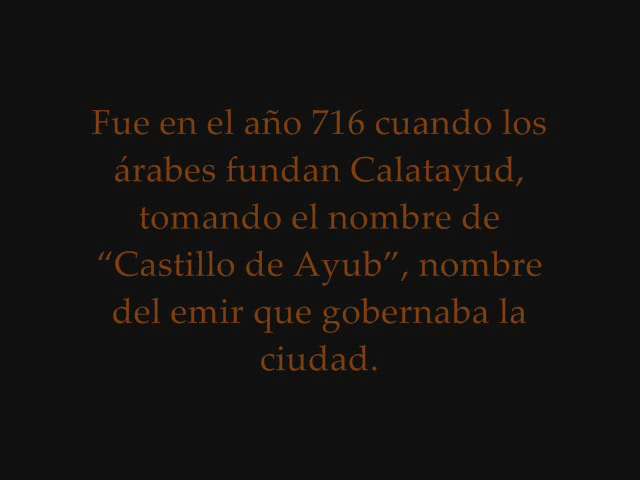 Fue en el año 716 cuando los
árabes fundan Calatayud,
tomando el nombre de
“Castillo de Ayub”, nombre
del emir que gobernaba la
ciudad.